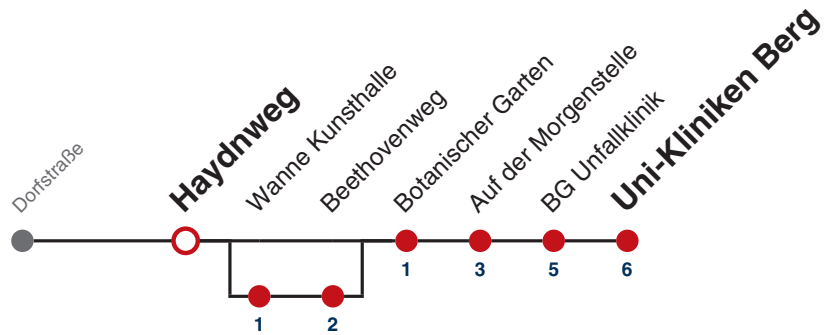 Dorfstraße
Haydnweg
Wanne Kunsthalle
Beethovenweg
Botanischer Garten
Auf der Morgenstelle
BG Unfallklinik
Uni-Kliniken Berg
1
3
5
6
1
2